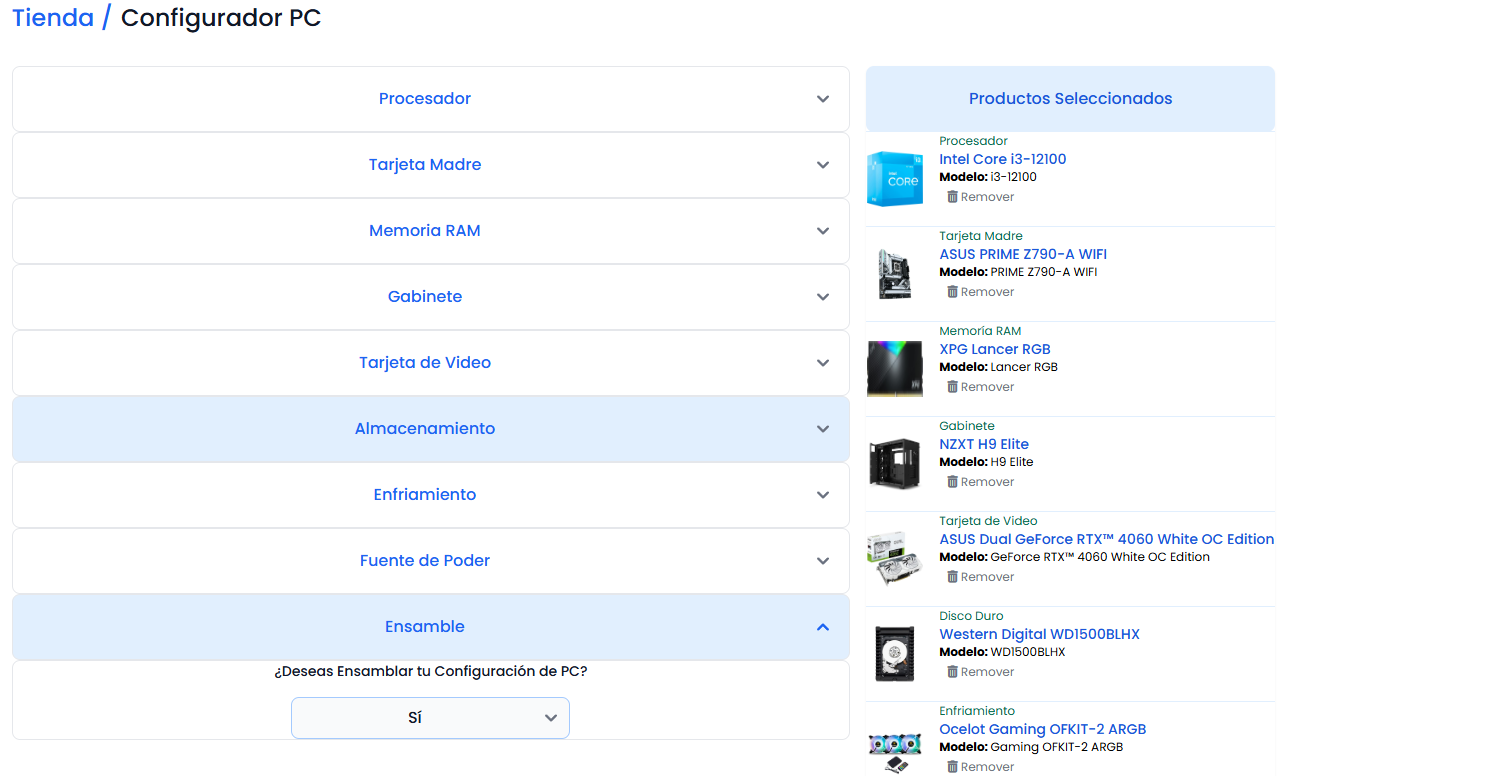 Tienda / Configurador PC
Procesador
Tarjeta Madre
Memoria RAM
Gabinete
Tarjeta de Video
Almacenamiento
Enfriamiento
Fuente de Poder
Ensamble
¿Deseas Ensamblar tu Configuración de PC?
Sí
Productos Seleccionados
Procesador
Intel Core i3-12100
Modelo: i3-12100
Remover
Tarjeta Madre
ASUS PRIME Z790-A WIFI
Modelo: PRIME Z790-A WIFI
Remover
Memoria RAM
XPG Lancer RGB
Modelo: Lancer RGB
Remover
Gabinete
NZXT H9 Elite
Modelo: H9 Elite
Remover
Tarjeta de Video
ASUS Dual GeForce RTX™ 4060 White OC Edition
Modelo: GeForce RTX™ 4060 White OC Edition
Remover
Disco Duro
Western Digital WD1500BLHX
Modelo: WD1500BLHX
Remover
Enfriamiento
Ocelot Gaming OFKIT-2 ARGB
Modelo: Gaming OFKIT-2 ARGB
Remover
intel
CORE